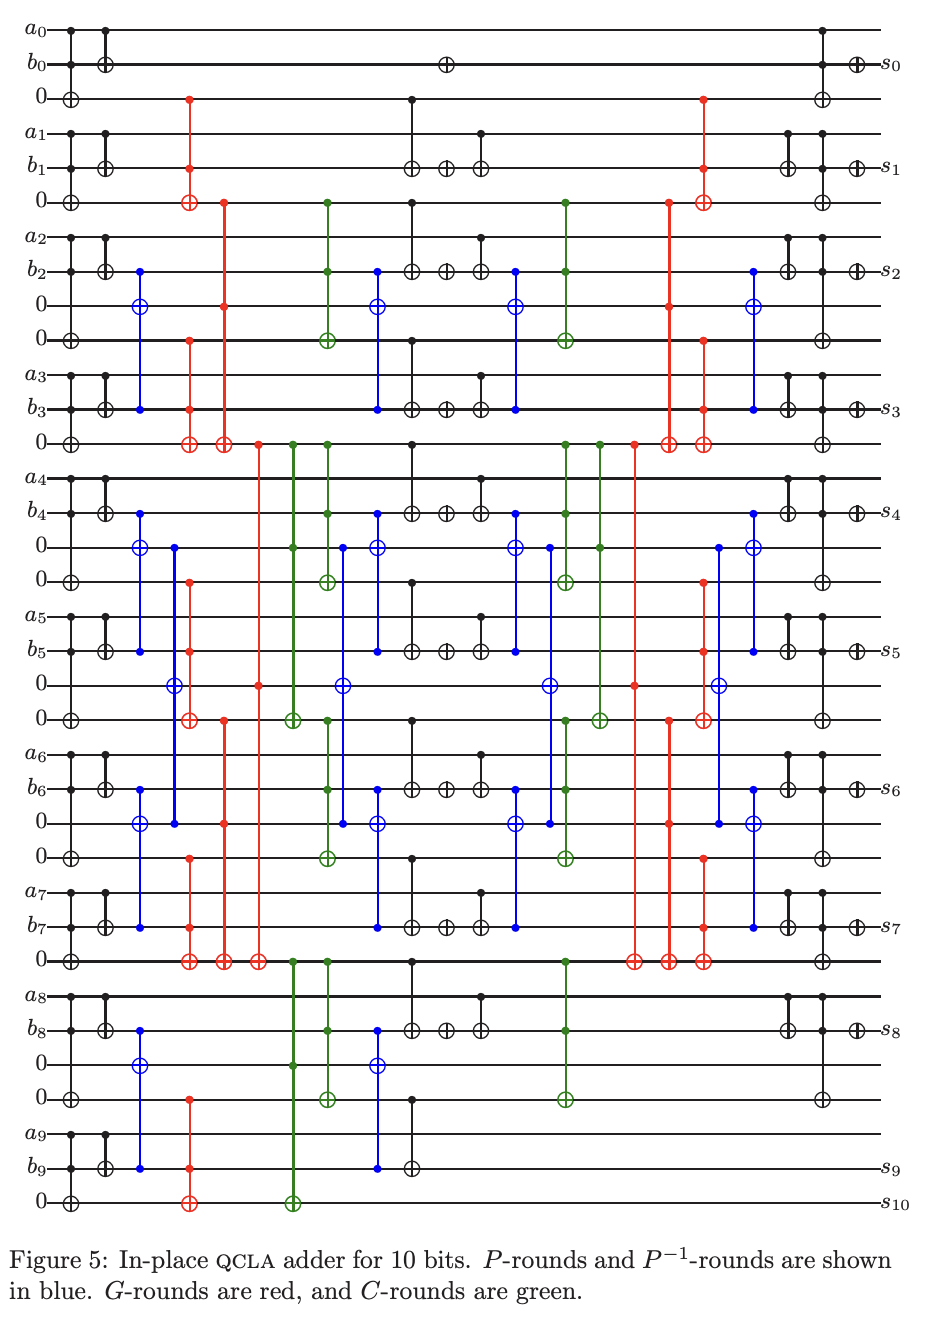 a₀
b₀ s₀
0
a₁
b₁ s₁
0
a₂
b₂ s₂
0
0
a₃
b₃ s₃
0
a₄
b₄ s₄
0
0
a₅
b₅ s₅
0
0
a₆
b₆ s₆
0
0
a₇
b₇ s₇
0
a₈
b₈ s₈
0
0
a₉
b₉ s₉
0 s₁₀
Figure 5: In-place QCLA adder for 10 bits. P-rounds and P⁻¹-rounds are shown
in blue. G-rounds are red, and C-rounds are green.